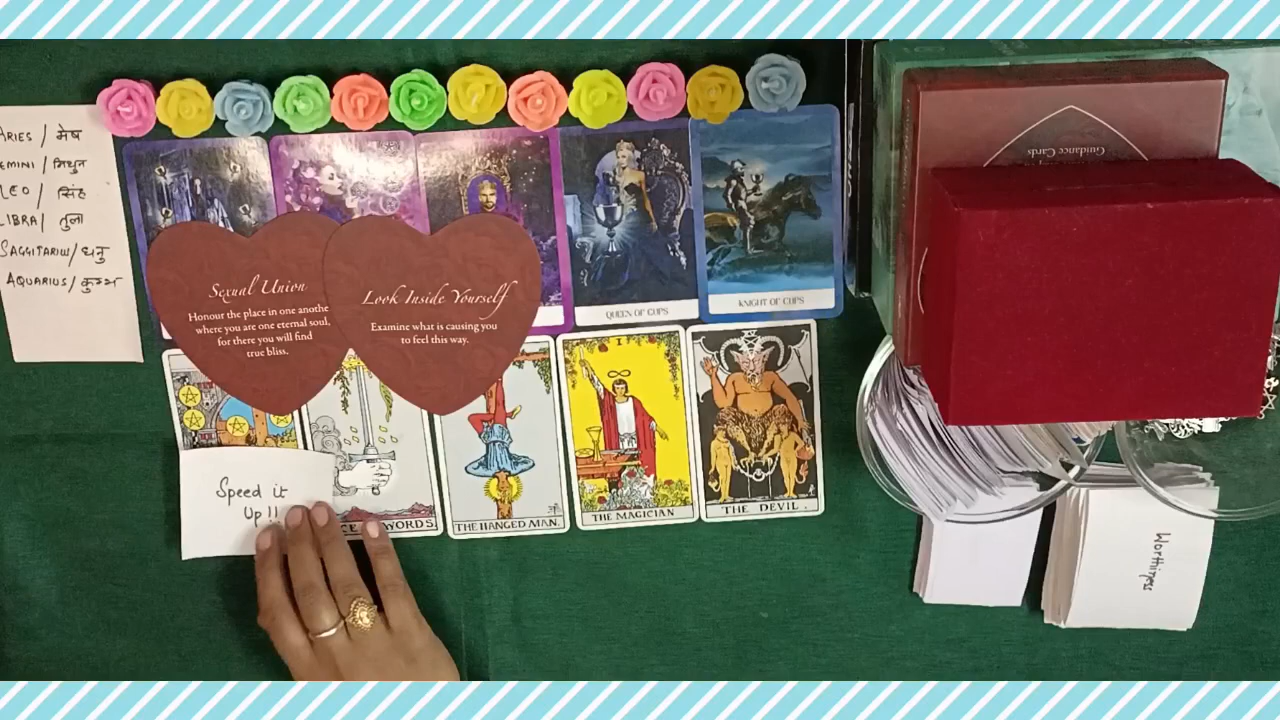 ARIES / मेष
EMINI / मिथुन
LEO / सिंह
LIBRA / तुला
SAGGITARIUS / धनु
AQUARIUS / कुम्भ
Sexual Union
Honour the place in one anothe
where you are one eternal soul,
for there you will find
true bliss.
Look Inside Yourself
Examine what is causing you
to feel this way.
QUEEN OF CUPS
KNIGHT OF CUPS
Speed it
Up!!
WORDS
THE HANGED MAN.
I
THE MAGICIAN
XV
THE DEVIL.
Guidance Cards
Worthiness